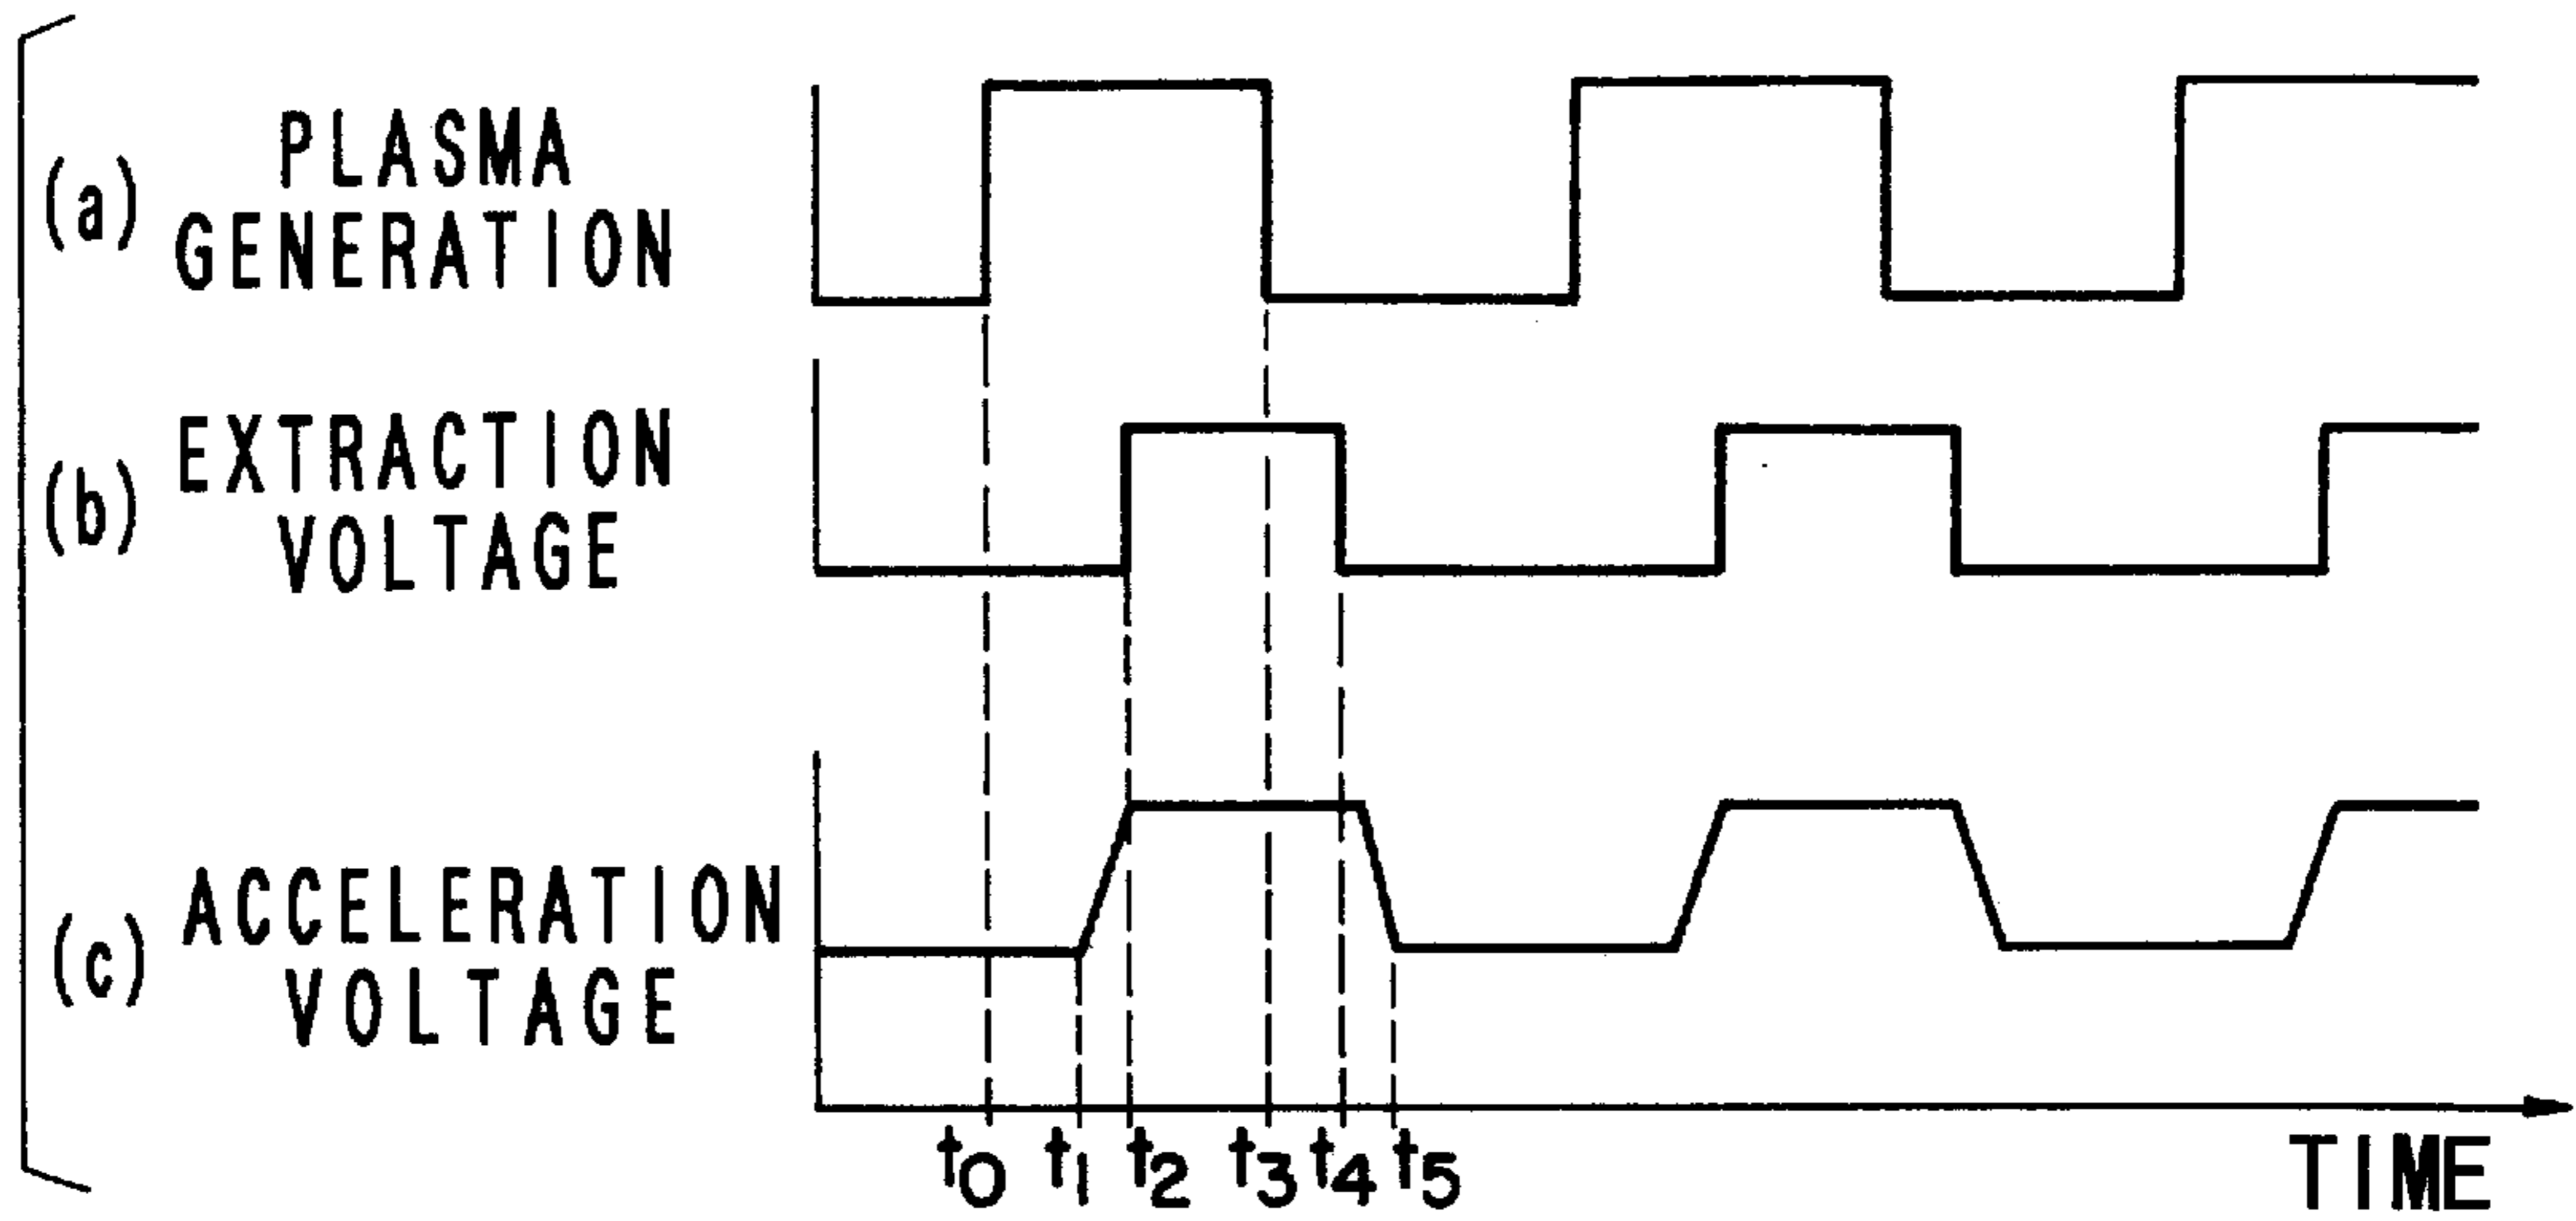 (a) PLASMA
GENERATION
(b) EXTRACTION
VOLTAGE
(c) ACCELERATION
VOLTAGE
t0 t1 t2 t3 t4 t5
TIME